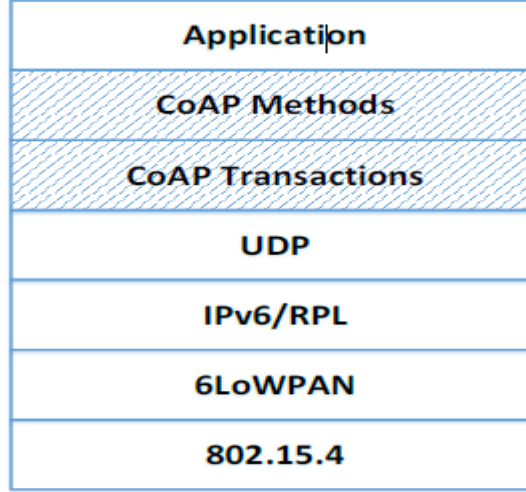 Application
CoAP Methods
CoAP Transactions
UDP
IPv6/RPL
6LoWPAN
802.15.4